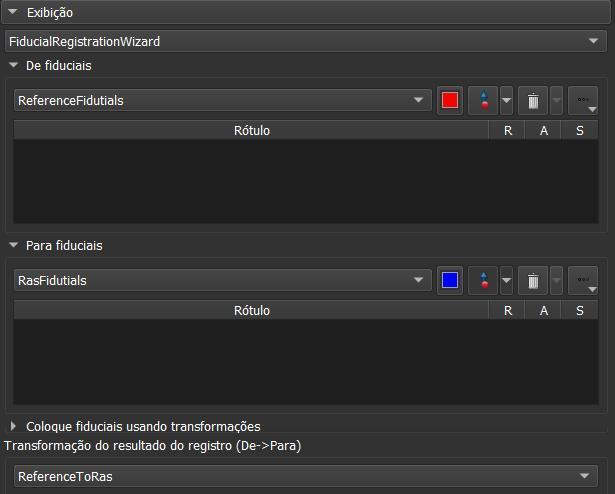 Exibição
FiducialRegistrationWizard
De fiduciais
ReferenceFidutials
Rótulo R A S
Para fiduciais
RasFidutials
Rótulo R A S
Coloque fiduciais usando transformações
Transformação do resultado do registro (De->Para)
ReferenceToRas